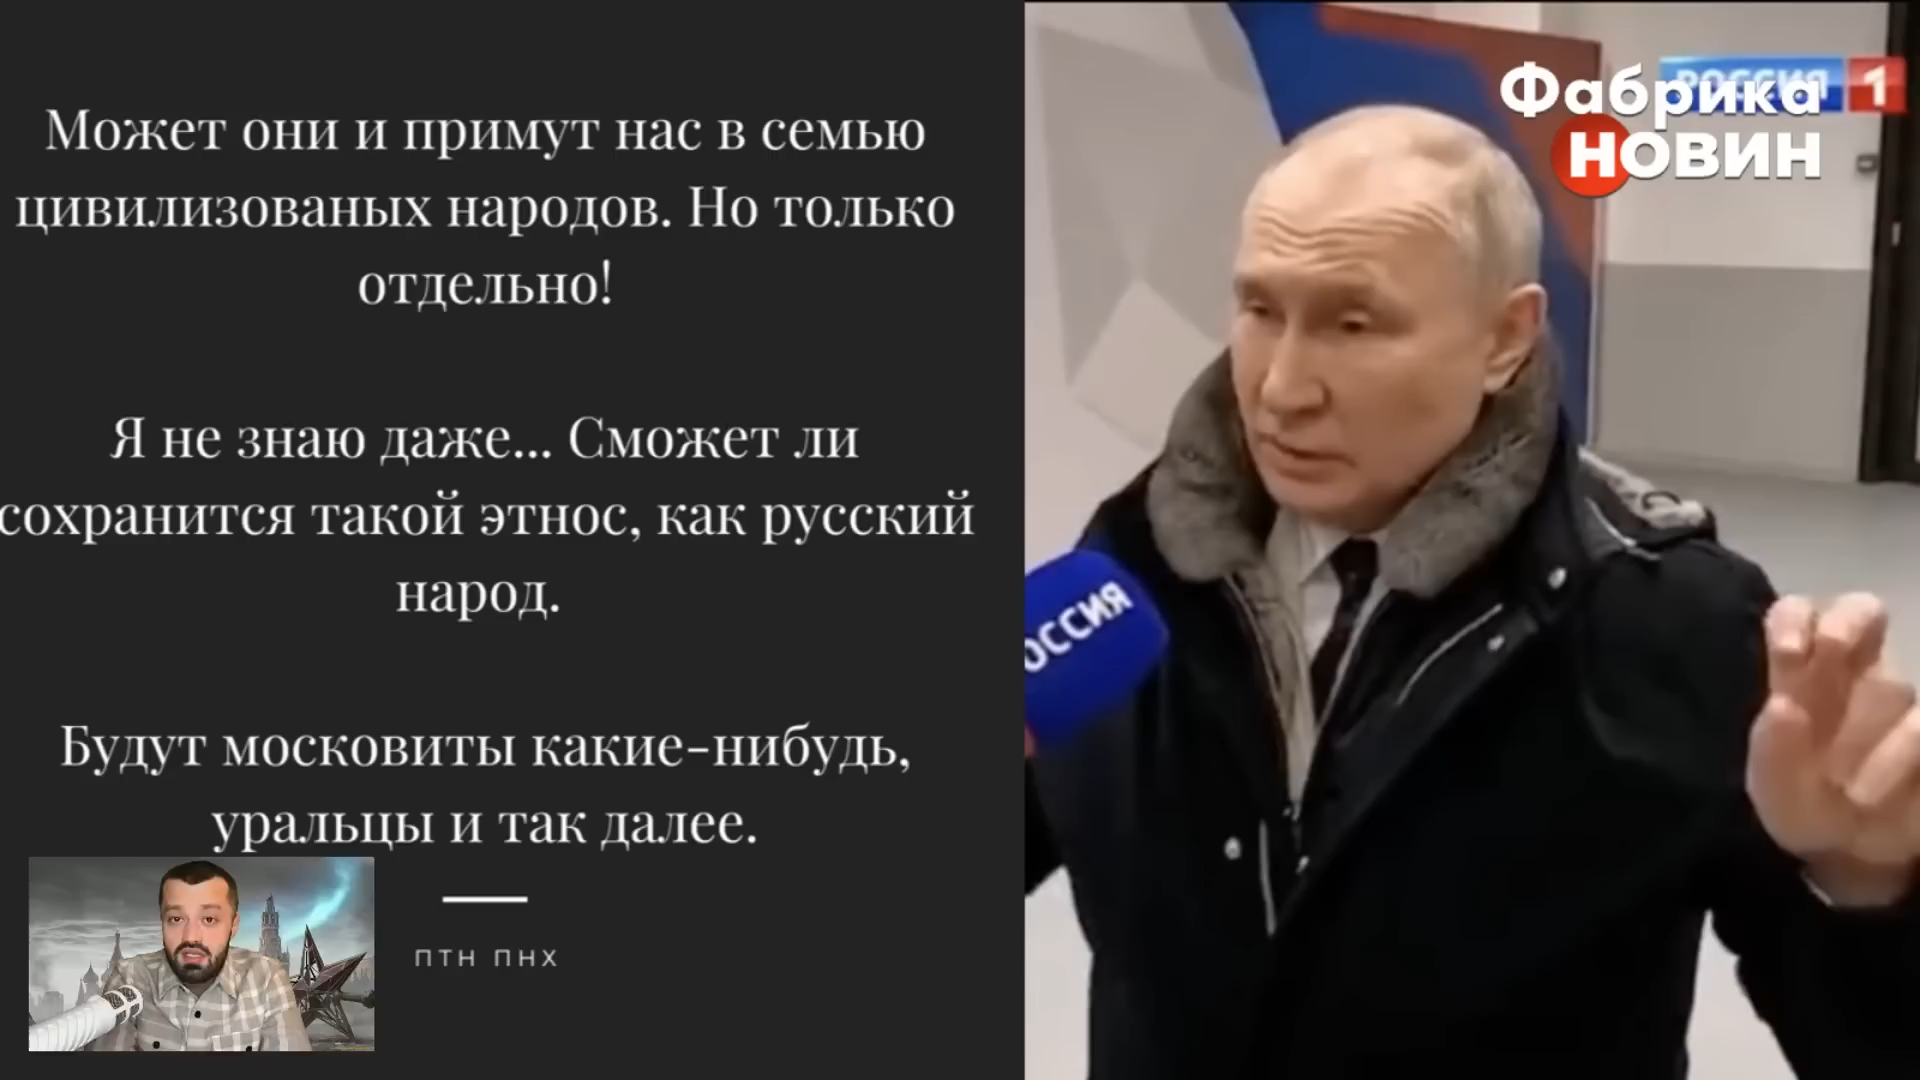 Может они и примут нас в семью
цивилизованых народов. Но только
отдельно!
Я не знаю даже... Сможет ли
сохранится такой этнос, как русский
народ.
Будут московиты какие-нибудь,
уральцы и так далее.
ПТН ПНХ
РОССИЯ 1
Фабрика
новин
ОССИЯ